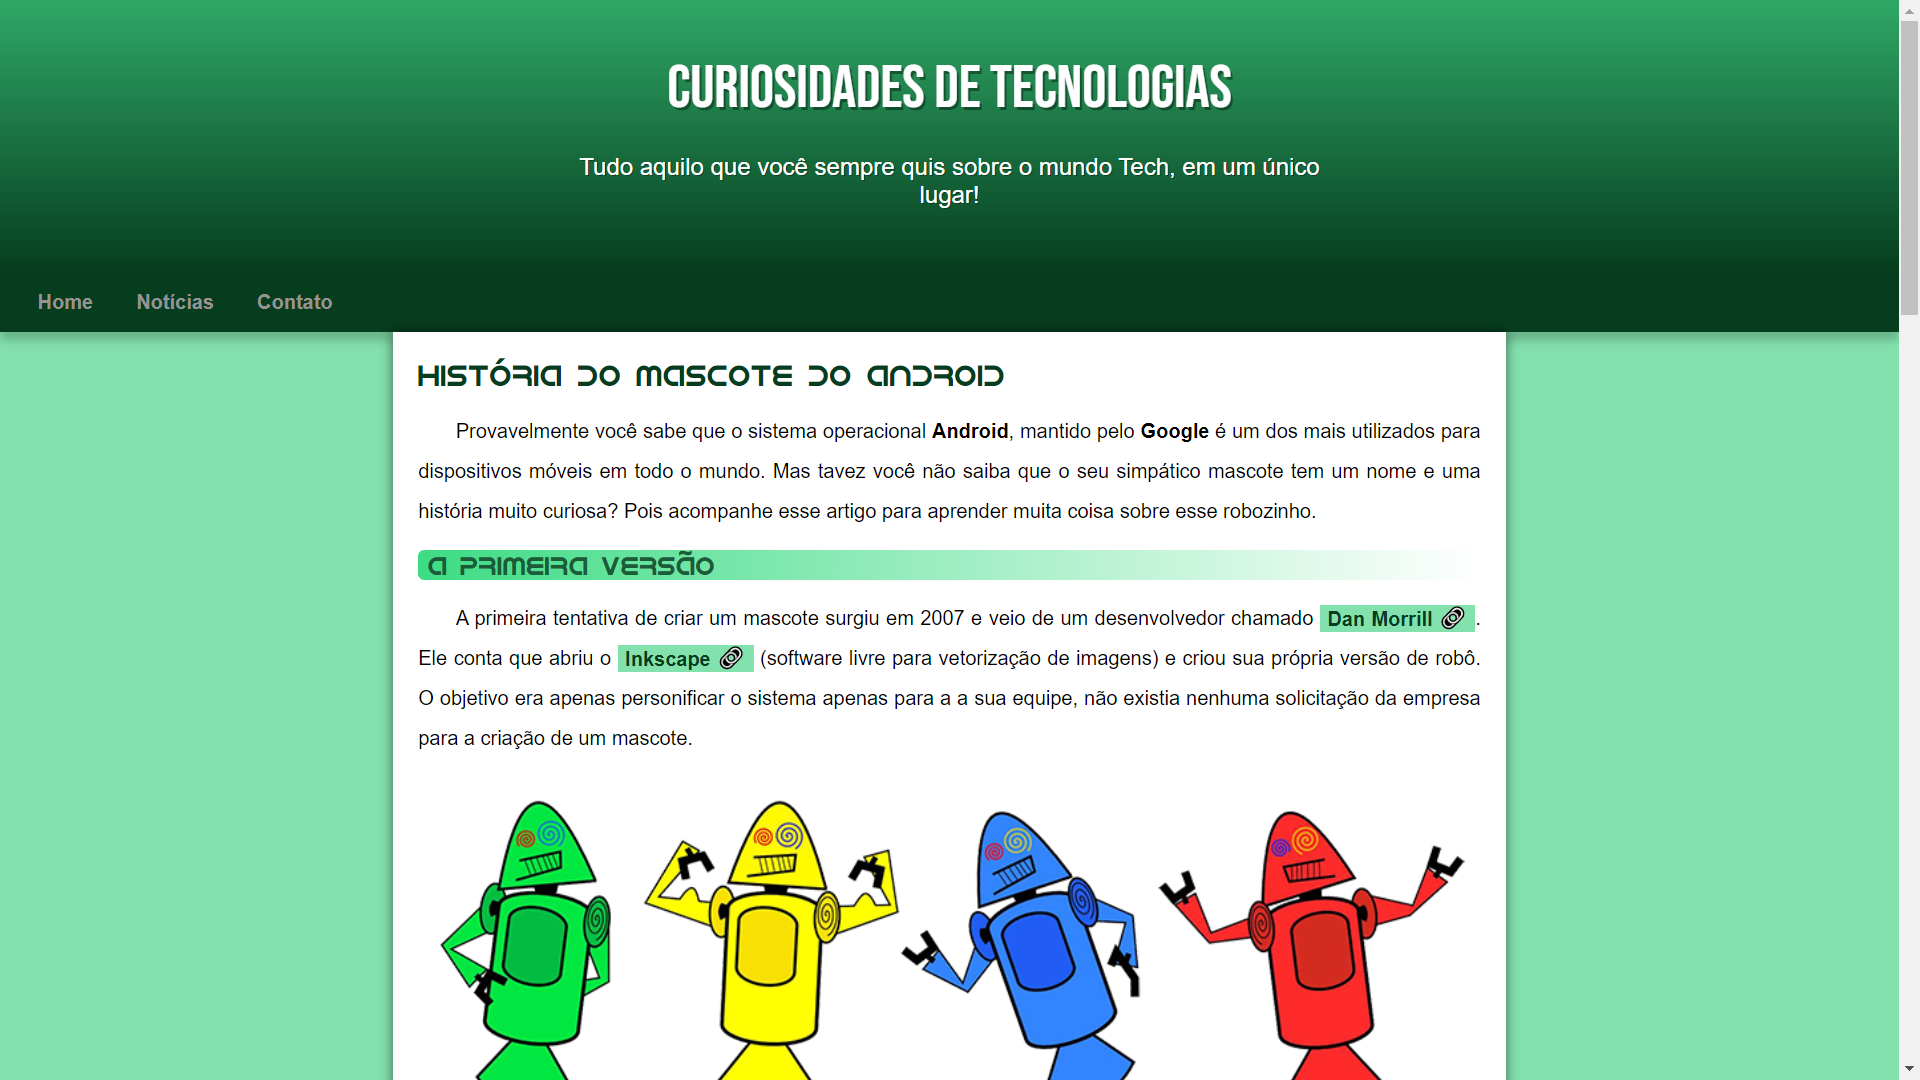 CURIOSIDADES DE TECNOLOGIAS
Tudo aquilo que você sempre quis sobre o mundo Tech, em um único
lugar!
Home Notícias Contato
HISTÓRIA DO MASCOTE DO ANDROID
Provavelmente você sabe que o sistema operacional Android, mantido pelo Google é um dos mais utilizados para
dispositivos móveis em todo o mundo. Mas tavez você não saiba que o seu simpático mascote tem um nome e uma
história muito curiosa? Pois acompanhe esse artigo para aprender muita coisa sobre esse robozinho.
A PRIMEIRA VERSÃO
A primeira tentativa de criar um mascote surgiu em 2007 e veio de um desenvolvedor chamado Dan Morrill.
Ele conta que abriu o Inkscape (software livre para vetorização de imagens) e criou sua própria versão de robô.
O objetivo era apenas personificar o sistema apenas para a a sua equipe, não existia nenhuma solicitação da empresa
para a criação de um mascote.